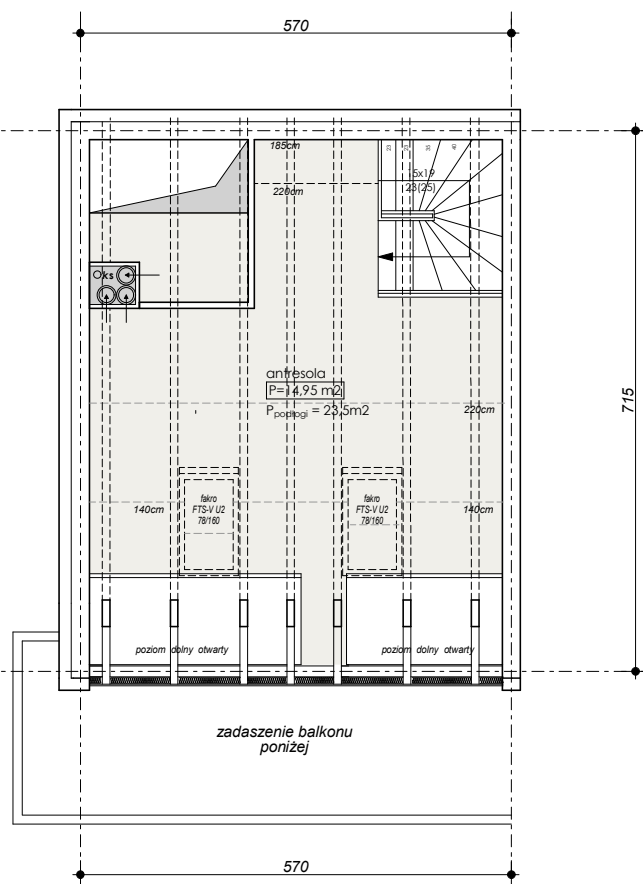 570
185cm
220cm
23
23
35
40
15x19
23(25)
ks
715
antresola
P=14,95 m2
Ppodłogi = 23,5m2
220cm
140cm
fakro
FTS-V U2
78/160
fakro
FTS-V U2
78/160
140cm
poziom dolny otwarty
poziom dolny otwarty
zadaszenie balkonu
poniżej
570